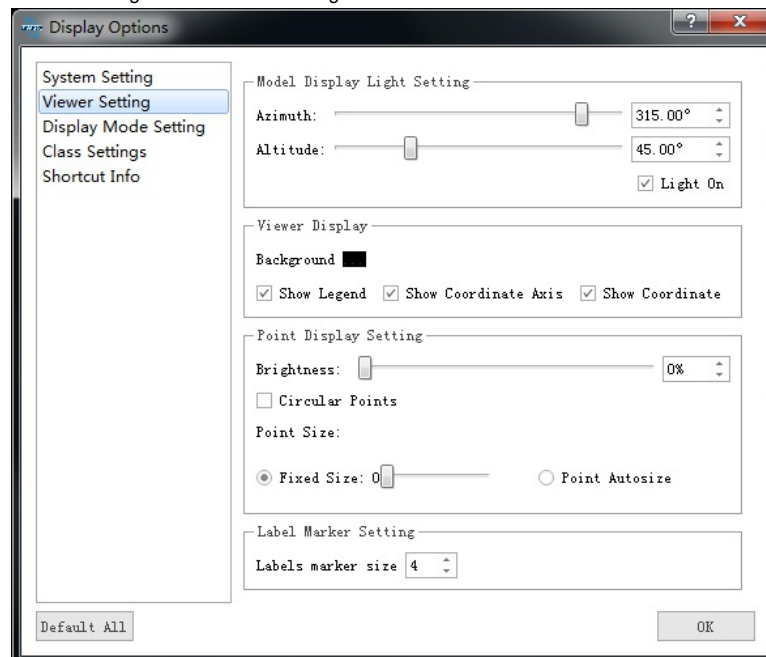 Display Options
System Setting
Viewer Setting
Display Mode Setting
Class Settings
Shortcut Info
Model Display Light Setting
Azimuth: 315.00°
Altitude: 45.00°
Light On
Viewer Display
Background ...
Show Legend Show Coordinate Axis Show Coordinate
Point Display Setting
Brightness: 0%
Circular Points
Point Size:
Fixed Size: 0 Point Autosize
Label Marker Setting
Labels marker size 4
Default All OK